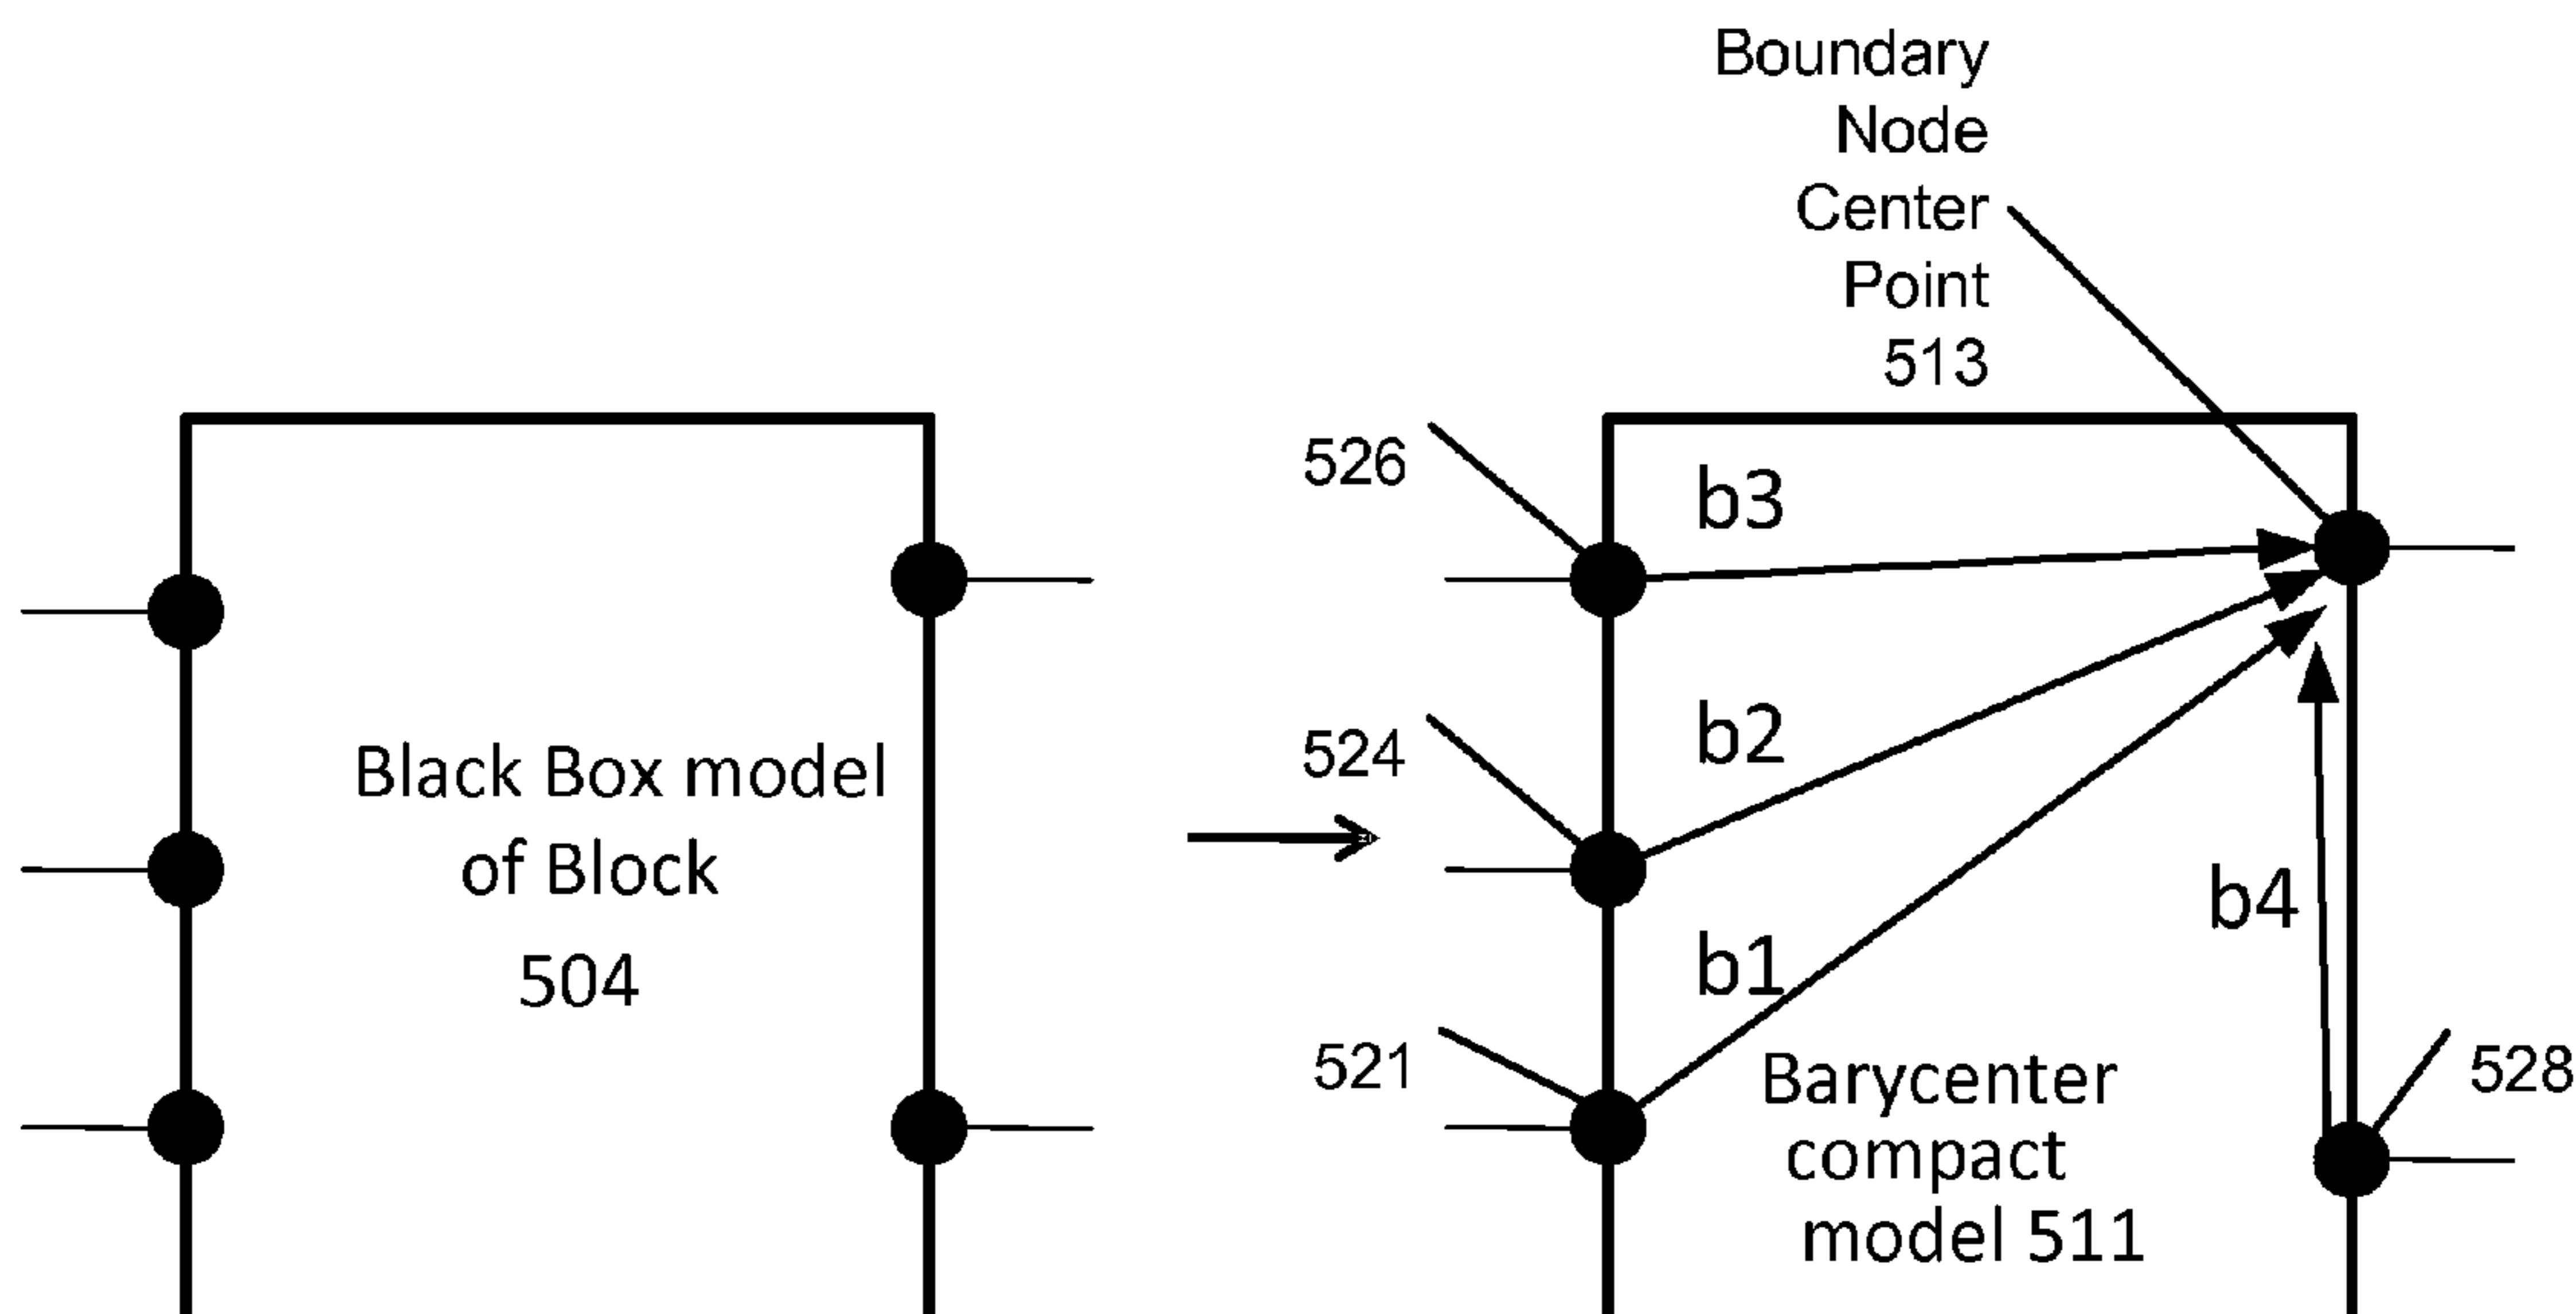 Boundary
Node
Center
Point
513
526
b3
524
b2
Black Box model
of Block
504
b4
b1
521
528
Barycenter
compact
model 511